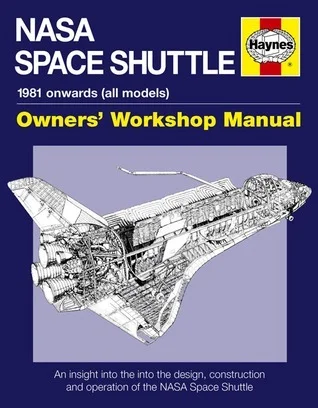 NASA
SPACE SHUTTLE
Haynes
®
1981 onwards (all models)
Owners' Workshop Manual
An insight into the into the design, construction
and operation of the NASA Space Shuttle